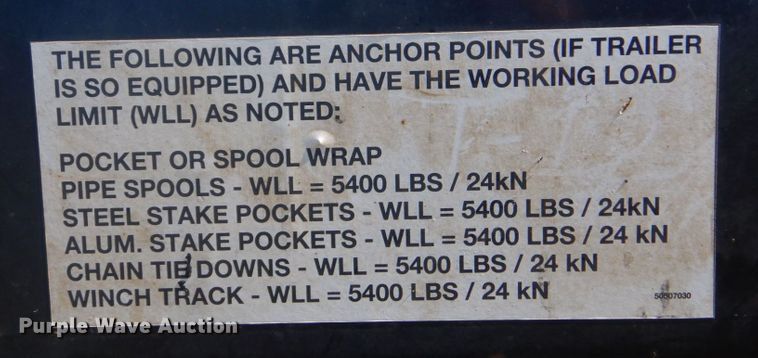 THE FOLLOWING ARE ANCHOR POINTS (IF TRAILER
IS SO EQUIPPED) AND HAVE THE WORKING LOAD
LIMIT (WLL) AS NOTED:
POCKET OR SPOOL WRAP
PIPE SPOOLS - WLL = 5400 LBS / 24kN
STEEL STAKE POCKETS - WLL = 5400 LBS / 24kN
ALUM. STAKE POCKETS - WLL = 5400 LBS / 24 kN
CHAIN TIE DOWNS - WLL = 5400 LBS / 24 kN
WINCH TRACK - WLL = 5400 LBS / 24 kN
50507030
Purple Wave Auction